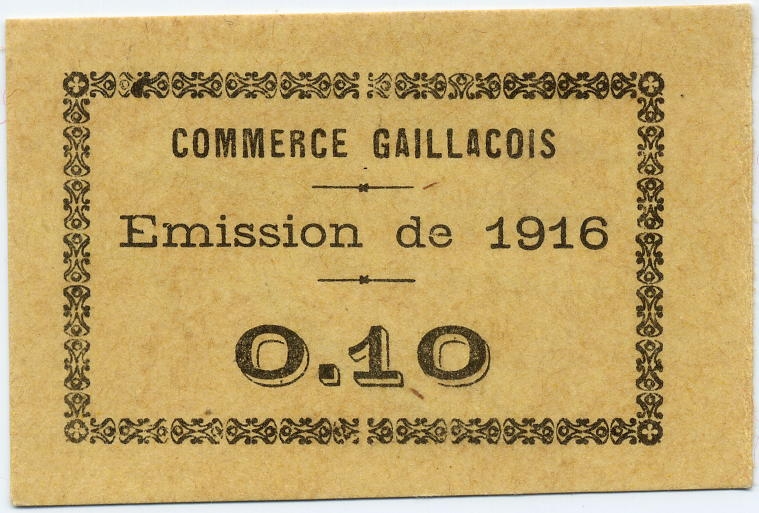 COMMERCE GAILLACOIS
Emission de 1916
0.10